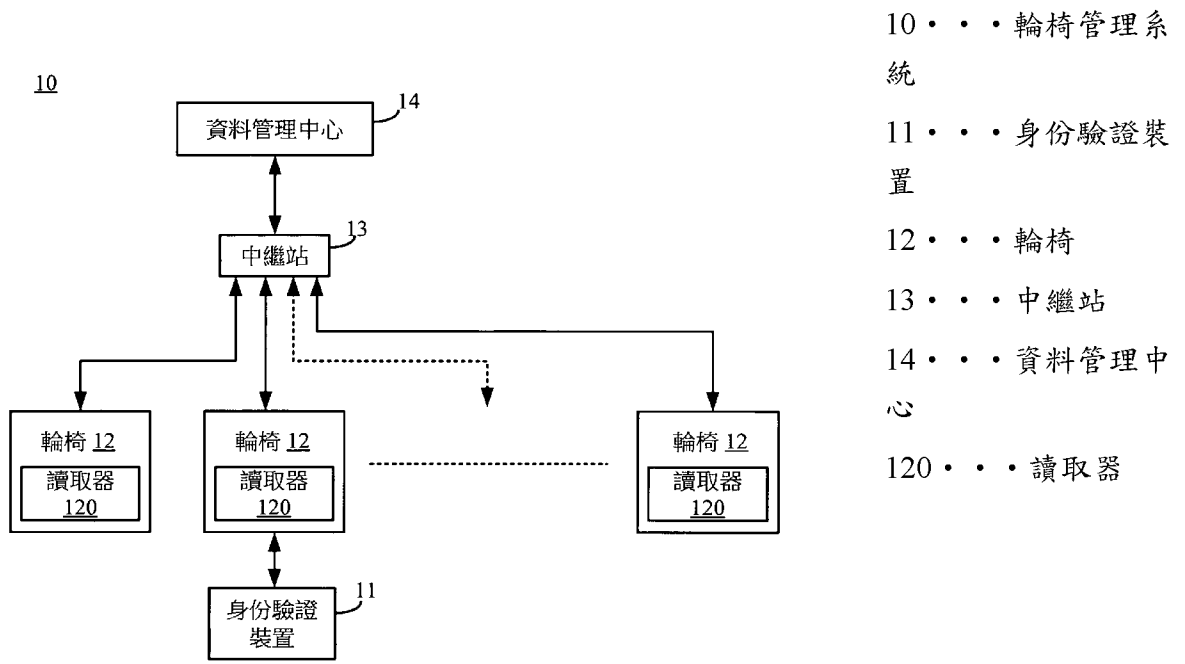 10
14
資料管理中心
13
中繼站
輪椅 12
讀取器
120
輪椅 12
讀取器
120
輪椅 12
讀取器
120
11
身份驗證
裝置
10・・・輪椅管理系
統
11・・・身份驗證裝
置
12・・・輪椅
13・・・中繼站
14・・・資料管理中
心
120・・・讀取器